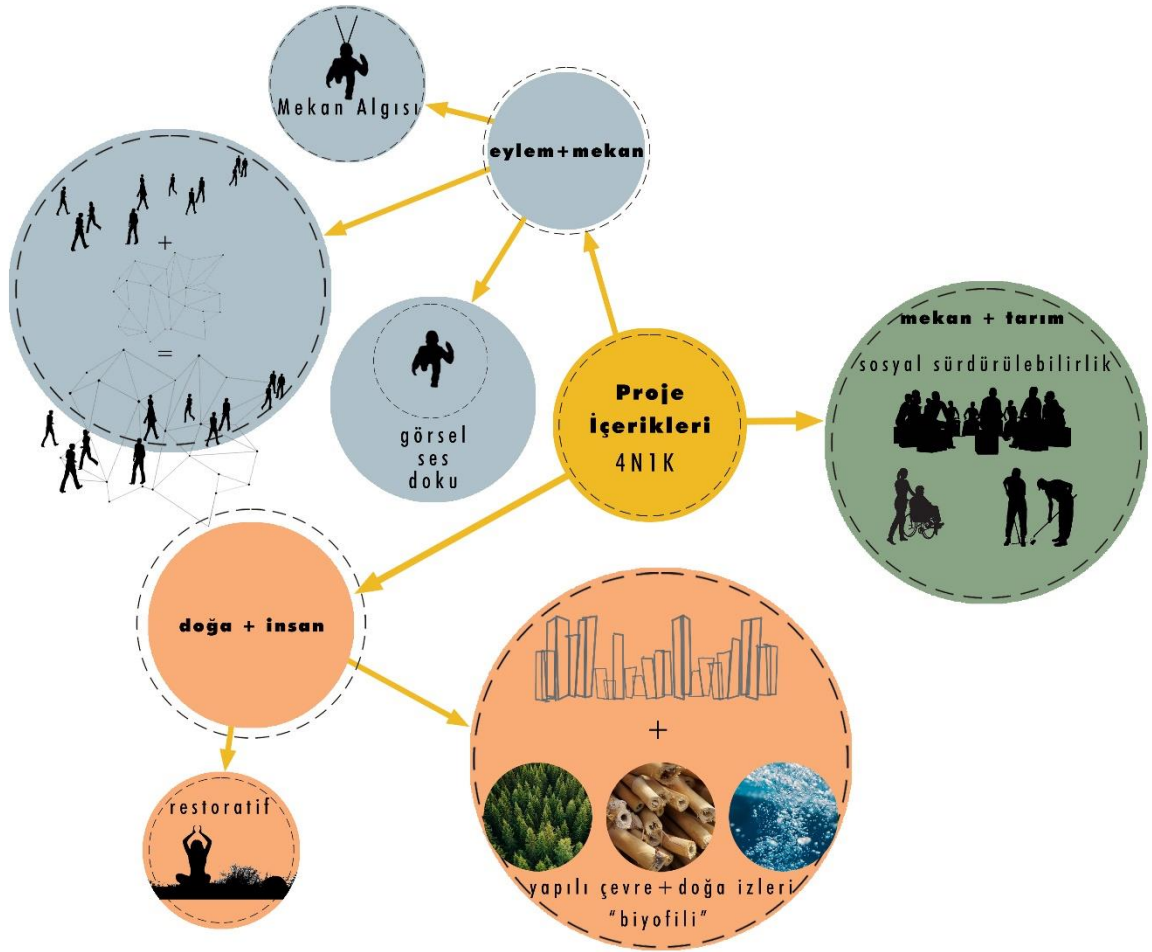 Mekan Algısı
eylem+mekan
+
=
görsel
ses
doku
Proje
İçerikleri
4N1K
mekan + tarım
sosyal sürdürülebilirlik
doğa + insan
restoratif
+
yapılı çevre+doğa izleri
"biyofili"